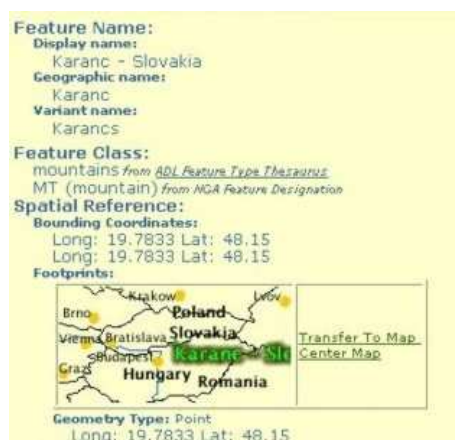 Feature Name:
Display name:
Karanc - Slovakia
Geographic name:
Karanc
Variant name:
Karancs
Feature Class:
mountains from ADL Feature Type Thesaurus
MT (mountain) from NGA Feature Designation
Spatial Reference:
Bounding Coordinates:
Long: 19.7833 Lat: 48.15
Long: 19.7833 Lat: 48.15
Footprints:
Krakow Lvov
Brno Poland
Vienna Bratislava Slovakia
Budapest Karanc - Slo
Graz Hungary Romania
Transfer To Map
Center Map
Geometry Type: Point
Long: 19.7833 Lat: 48.15